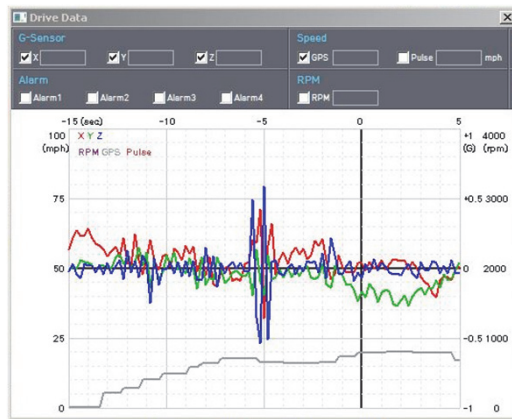 Drive Data
G-Sensor
Speed
X
Y
Z
GPS
Pulse
mph
Alarm
RPM
Alarm1
Alarm2
Alarm3
Alarm4
RPM
-15 (sec) -10 -5 0 5
100 X Y Z +1 4000
(mph) (G) (rpm)
RPM GPS Pulse
75 +0.5 3000
50 0 2000
25 -0.5 1000
0 -1 0